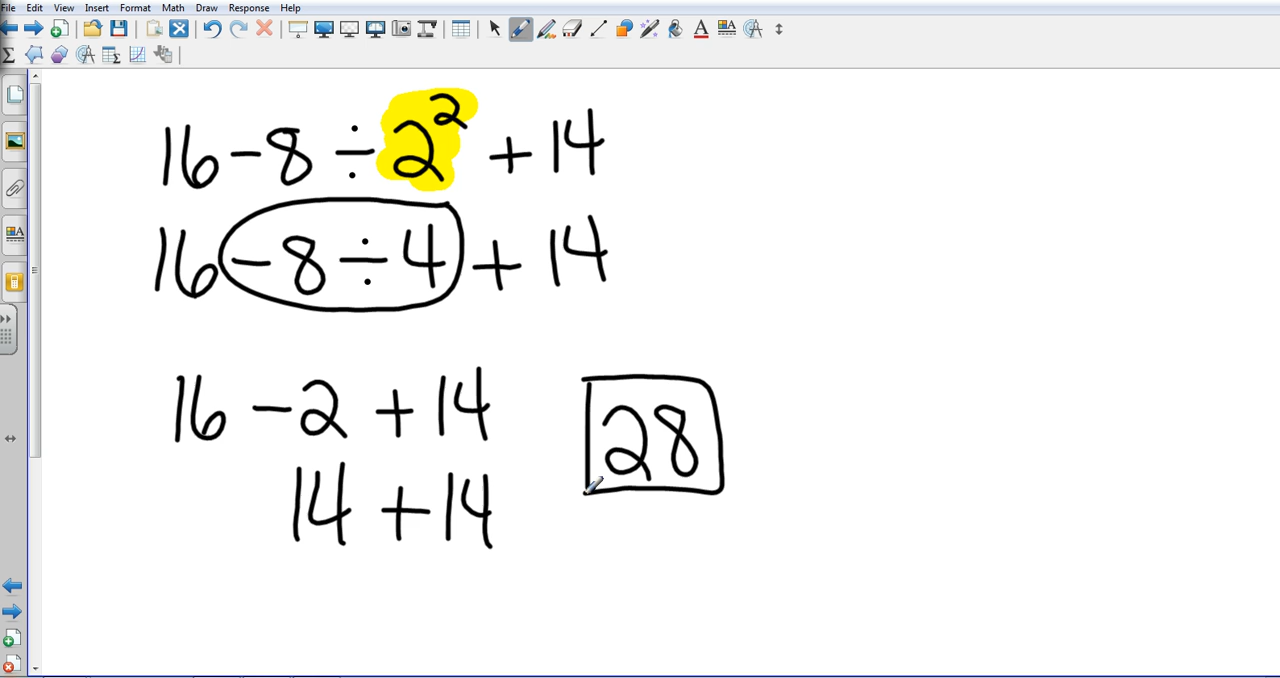 File Edit View Insert Format Math Draw Response Help
16 - 8 ÷ 2² + 14
16 - 8 ÷ 4 + 14
16 - 2 + 14
28
14 + 14